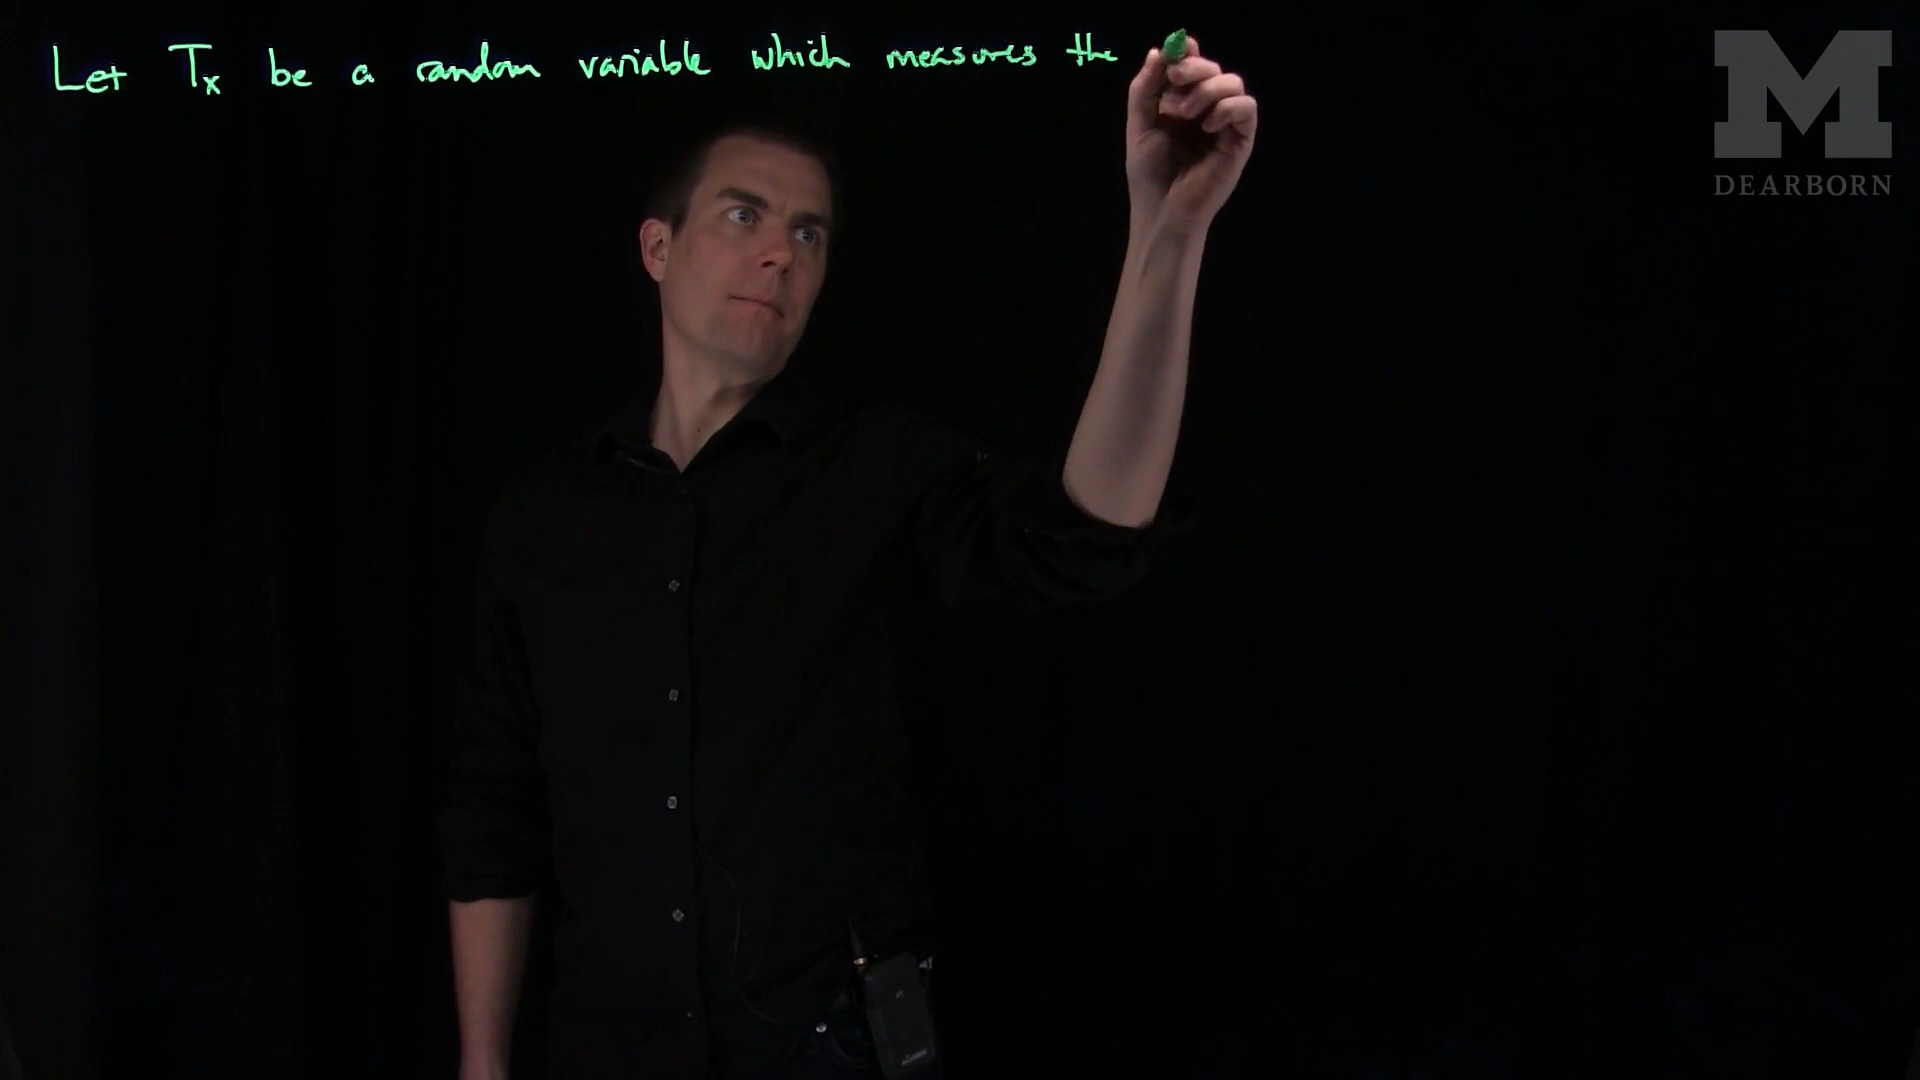 Let Tx be a random variable which measures the
M
DEARBORN